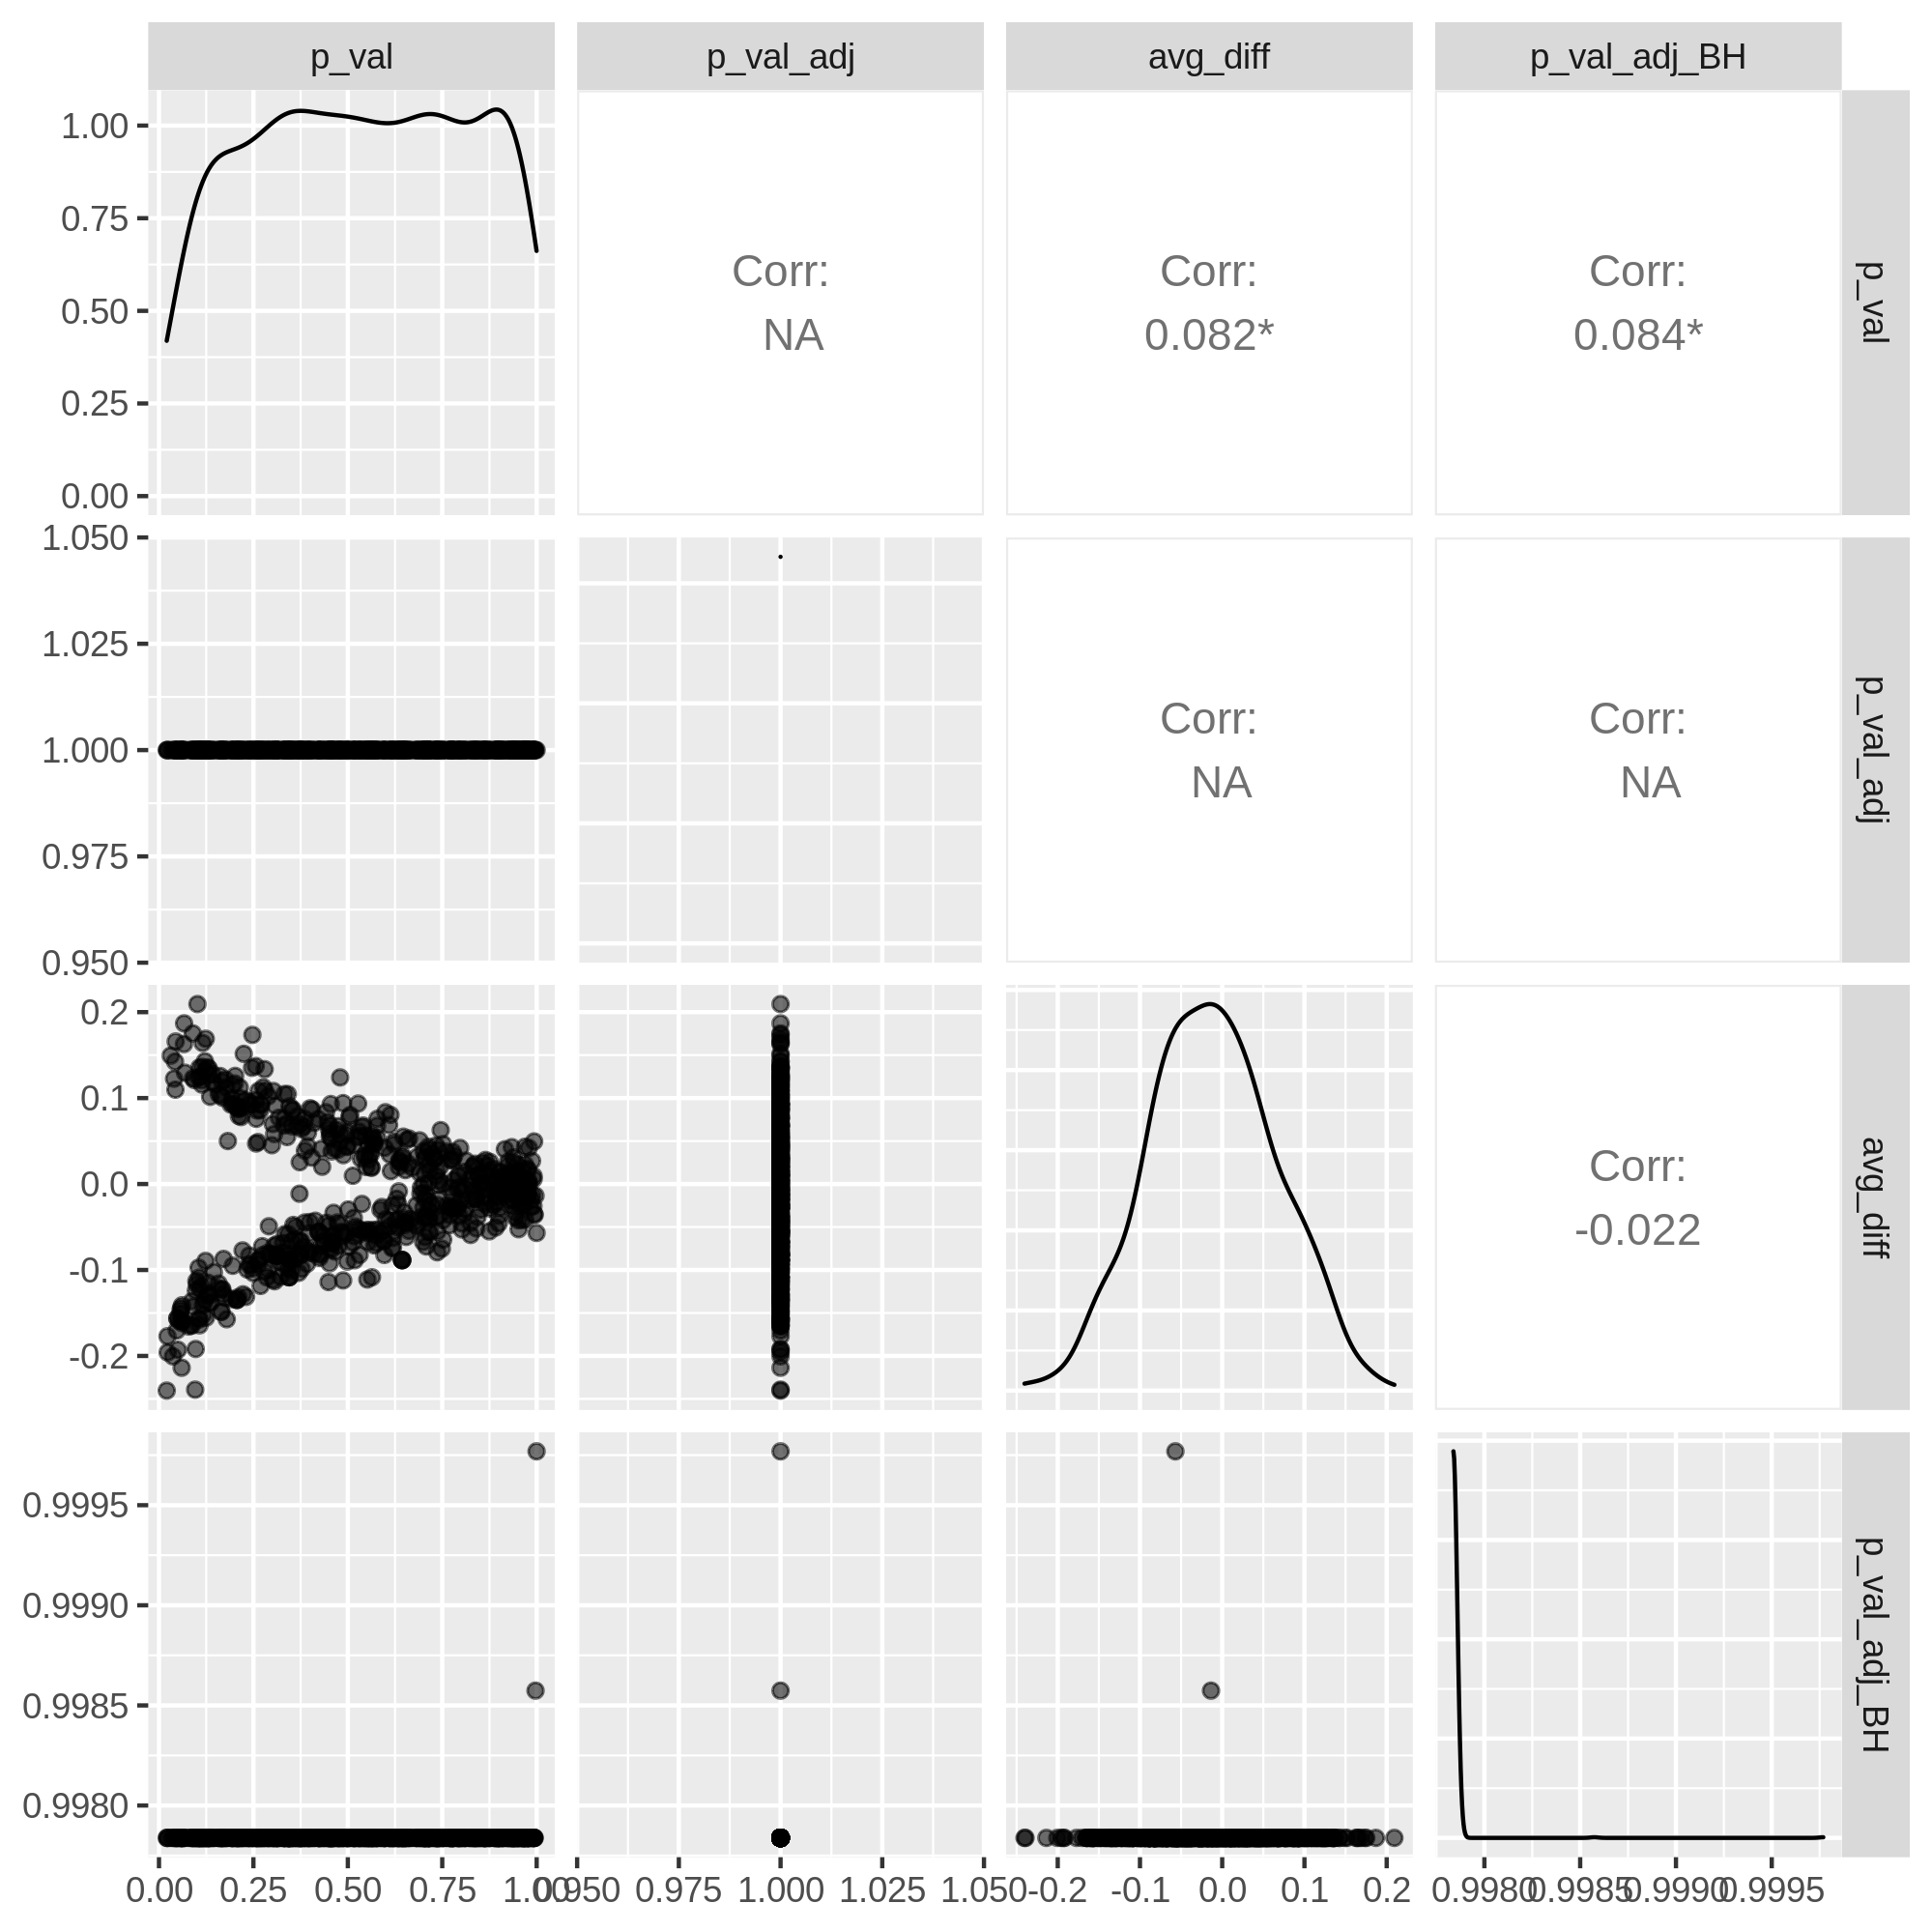 p_val p_val_adj avg_diff p_val_adj_BH
1.00
0.75
0.50
0.25
0.00
Corr:
NA
Corr:
0.082*
Corr:
0.084*
p_val
1.050
1.025
1.000
0.975
0.950
Corr:
NA
Corr:
NA
p_val_adj
0.2
0.1
0.0
-0.1
-0.2
Corr:
-0.022
avg_diff
0.9995
0.9990
0.9985
0.9980
p_val_adj_BH
0.00 0.25 0.50 0.75 1.00 0.950 0.975 1.000 1.025 1.050 -0.2 -0.1 0.0 0.1 0.2 0.9980 0.9985 0.9990 0.9995